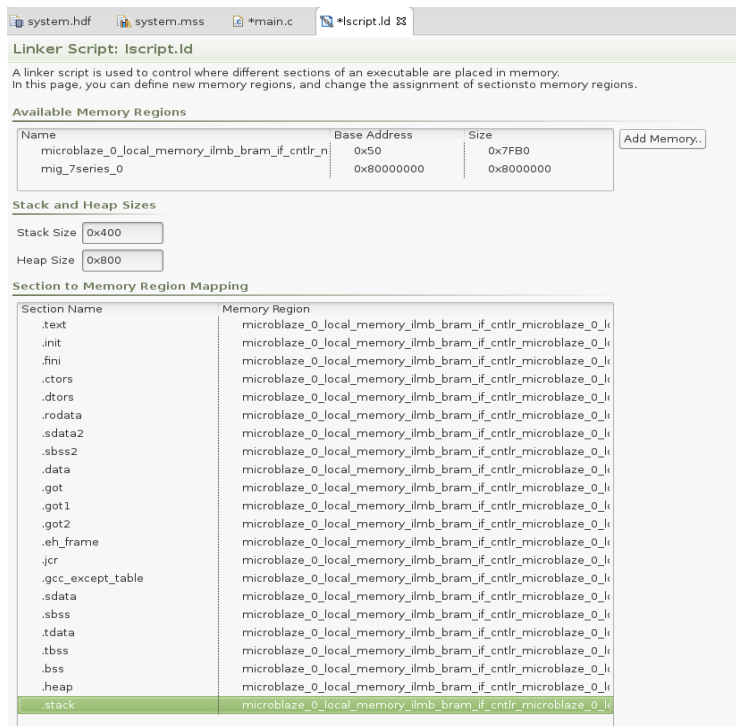 system.hdf system.mss *main.c *lscript.ld
Linker Script: lscript.ld
A linker script is used to control where different sections of an executable are placed in memory.
In this page, you can define new memory regions, and change the assignment of sectionsto memory regions.
Available Memory Regions
Name Base Address Size
microblaze_0_local_memory_ilmb_bram_if_cntlr_n 0x50 0x7FB0 Add Memory..
mig_7series_0 0x80000000 0x8000000
Stack and Heap Sizes
Stack Size 0x400
Heap Size 0x800
Section to Memory Region Mapping
Section Name Memory Region
.text microblaze_0_local_memory_ilmb_bram_if_cntlr_microblaze_0_l
.init microblaze_0_local_memory_ilmb_bram_if_cntlr_microblaze_0_l
.fini microblaze_0_local_memory_ilmb_bram_if_cntlr_microblaze_0_l
.ctors microblaze_0_local_memory_ilmb_bram_if_cntlr_microblaze_0_l
.dtors microblaze_0_local_memory_ilmb_bram_if_cntlr_microblaze_0_l
.rodata microblaze_0_local_memory_ilmb_bram_if_cntlr_microblaze_0_l
.sdata2 microblaze_0_local_memory_ilmb_bram_if_cntlr_microblaze_0_l
.sbss2 microblaze_0_local_memory_ilmb_bram_if_cntlr_microblaze_0_l
.data microblaze_0_local_memory_ilmb_bram_if_cntlr_microblaze_0_l
.got microblaze_0_local_memory_ilmb_bram_if_cntlr_microblaze_0_l
.got1 microblaze_0_local_memory_ilmb_bram_if_cntlr_microblaze_0_l
.got2 microblaze_0_local_memory_ilmb_bram_if_cntlr_microblaze_0_l
.eh_frame microblaze_0_local_memory_ilmb_bram_if_cntlr_microblaze_0_l
.jcr microblaze_0_local_memory_ilmb_bram_if_cntlr_microblaze_0_l
.gcc_except_table microblaze_0_local_memory_ilmb_bram_if_cntlr_microblaze_0_l
.sdata microblaze_0_local_memory_ilmb_bram_if_cntlr_microblaze_0_l
.sbss microblaze_0_local_memory_ilmb_bram_if_cntlr_microblaze_0_l
.tdata microblaze_0_local_memory_ilmb_bram_if_cntlr_microblaze_0_l
.tbss microblaze_0_local_memory_ilmb_bram_if_cntlr_microblaze_0_l
.bss microblaze_0_local_memory_ilmb_bram_if_cntlr_microblaze_0_l
.heap microblaze_0_local_memory_ilmb_bram_if_cntlr_microblaze_0_l
.stack microblaze_0_local_memory_ilmb_bram_if_cntlr_microblaze_0_l